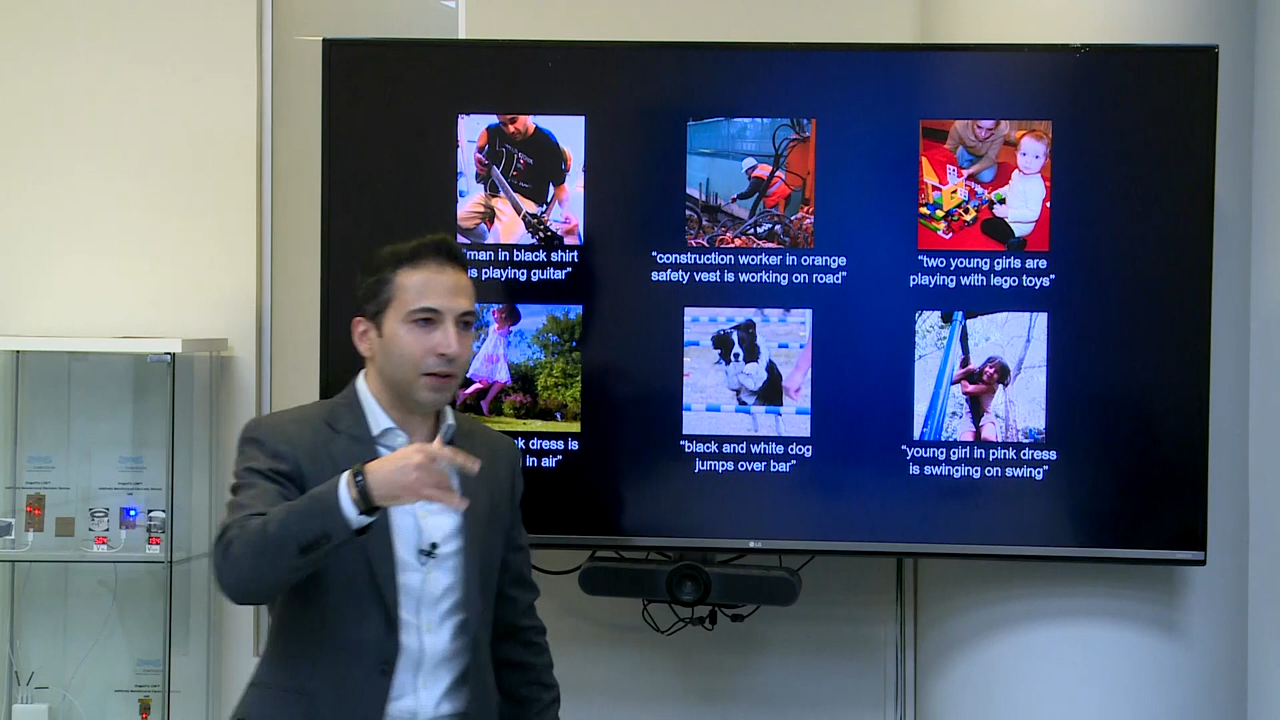 "man in black shirt
is playing guitar"
"construction worker in orange
safety vest is working on road"
"two young girls are
playing with lego toys"
dress is
in air"
"black and white dog
jumps over bar"
"young girl in pink dress
is swinging on swing"
LG